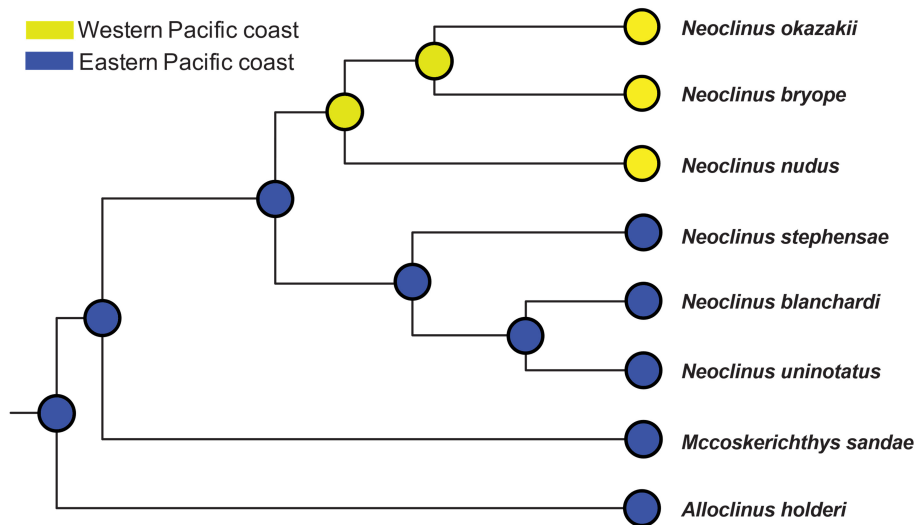 Western Pacific coast
Eastern Pacific coast
Neoclinus okazakii
Neoclinus bryope
Neoclinus nudus
Neoclinus stephensae
Neoclinus blanchardi
Neoclinus uninotatus
Mccoskerichthys sandae
Alloclinus holderi